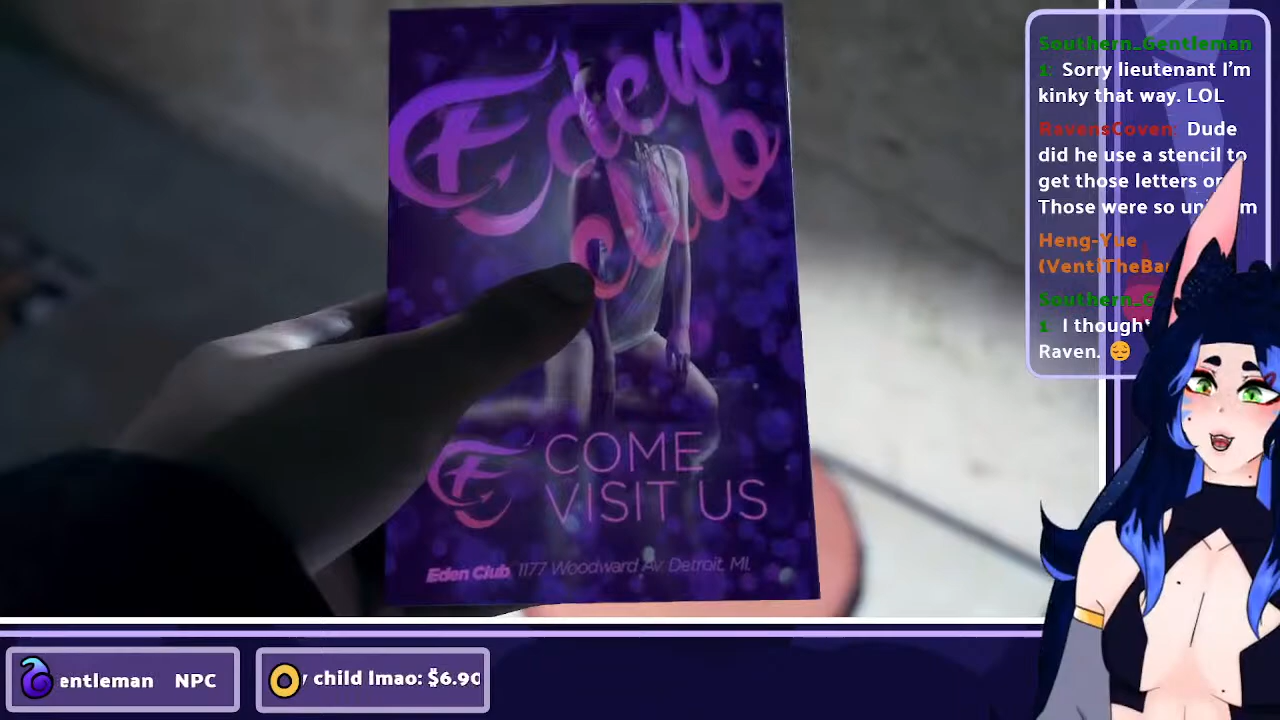 Eden
club
COME
VISIT US
Eden Club 1177 Woodward Av. Detroit, MI.
Southern_Gentleman
1: Sorry lieutenant I'm
kinky that way. LOL
RavensCoven: Dude
did he use a stencil to
get those letters
Those were so
Heng-Yue
1: I
Raven. 😔
entleman NPC
child lmao: $6.90